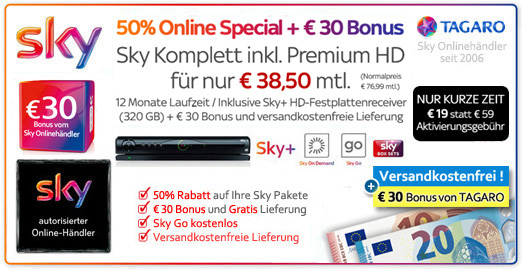 sky
50% Online Special + € 30 Bonus
TAGARO
Sky Onlinehändler
seit 2006
Sky Komplett inkl. Premium HD
für nur € 38,50 mtl.
(Normalpreis
€ 76,99 mtl.)
12 Monate Laufzeit / Inklusive Sky+ HD-Festplattenreceiver
(320 GB) + € 30 Bonus und versandkostenfreie Lieferung
€30
Bonus vom
Sky Onlinehändler
NUR KURZE ZEIT
€ 19 statt € 59
Aktivierungsgebühr
Sky+
Sky On Demand
go
Sky Go
sky
BOX SETS
sky
autorisierter
Online-Händler
50% Rabatt auf Ihre Sky Pakete
€ 30 Bonus und Gratis Lieferung
Sky Go kostenlos
Versandkostenfreie Lieferung
Versandkostenfrei !
+
€ 30 Bonus von TAGARO
20